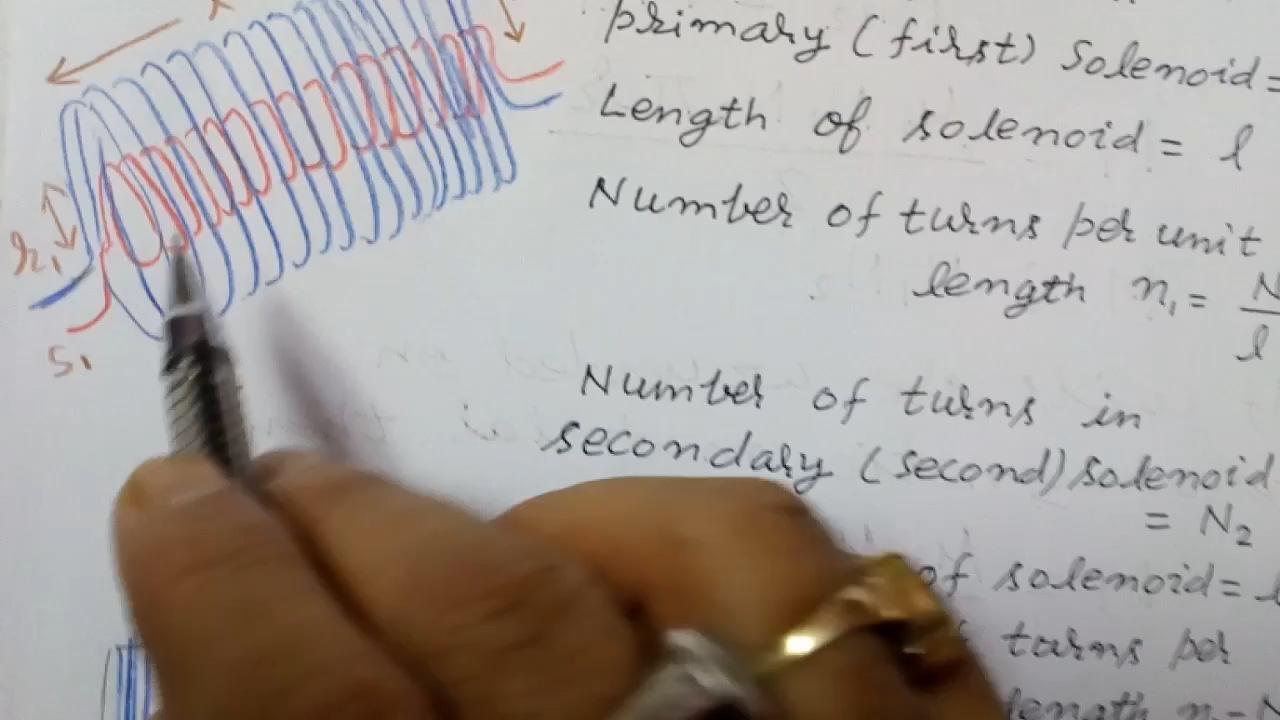 primary (first) Solenoid=
Length of solenoid = l
Number of turns per unit
length n₁ = N
l
r₁
S₁
Number of turns in
secondary (second) solenoid
= N₂
of solenoid=
turns per
length n =